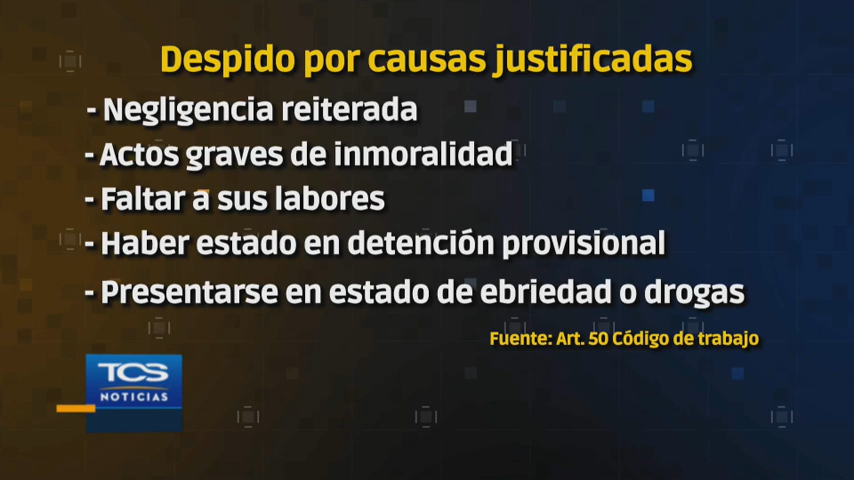 Despido por causas justificadas
- Negligencia reiterada
- Actos graves de inmoralidad
- Faltar a sus labores
- Haber estado en detención provisional
- Presentarse en estado de ebriedad o drogas
Fuente: Art. 50 Código de trabajo
TCS
NOTICIAS